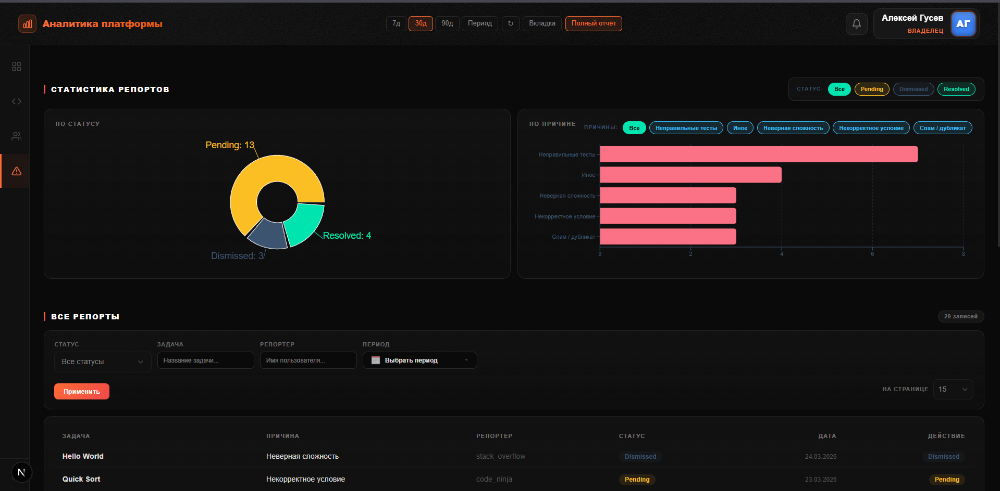 Аналитика платформы
7д 30д 90д Период ↻ Вкладка Полный отчёт
Алексей Гусев
ВЛАДЕЛЕЦ
АГ
СТАТИСТИКА РЕПОРТОВ
СТАТУС: Все Pending Dismissed Resolved
ПО СТАТУСУ
Pending: 13
Resolved: 4
Dismissed: 3
ПО ПРИЧИНЕ
ПРИЧИНЫ: Все Неправильные тесты Иное Неверная сложность Некорректное условие Спам / дубликат
Неправильные тесты
Иное
Неверная сложность
Некорректное условие
Спам / дубликат
0 2 4 6 8
ВСЕ РЕПОРТЫ
20 записей
СТАТУС ЗАДАЧА РЕПОРТЕР ПЕРИОД
Все статусы Название задачи... Имя пользователя... Выбрать период
Применить
НА СТРАНИЦЕ 15
ЗАДАЧА ПРИЧИНА РЕПОРТЕР СТАТУС ДАТА ДЕЙСТВИЕ
Hello World Неверная сложность stack_overflow Dismissed 24.03.2026 Dismissed
Quick Sort Некорректное условие code_ninja Pending 23.03.2026 Pending
N